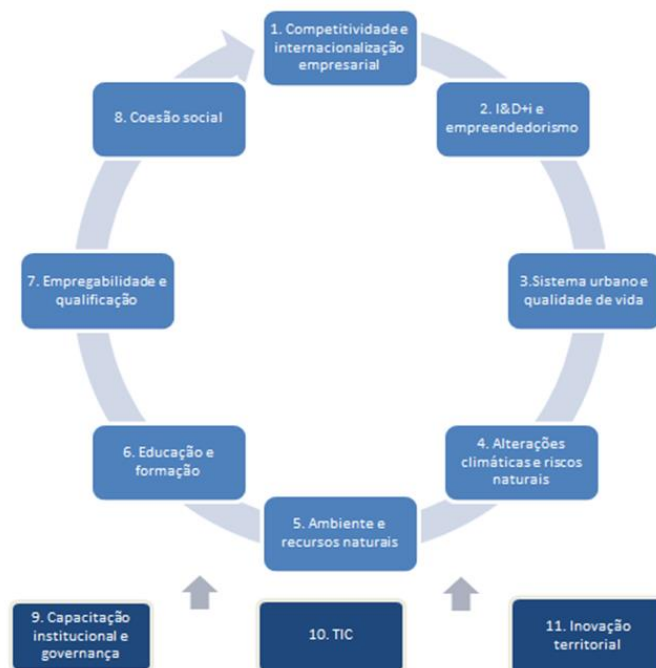 1. Competitividade e
internacionalização
empresarial
2. I&D+i e
empreendedorismo
3.Sistema urbano e
qualidade de vida
4. Alterações
climáticas e riscos
naturais
5. Ambiente e
recursos naturais
6. Educação e
formação
7. Empregabilidade e
qualificação
8. Coesão social
9. Capacitação
institucional e
governança
10. TIC
11. Inovação
territorial